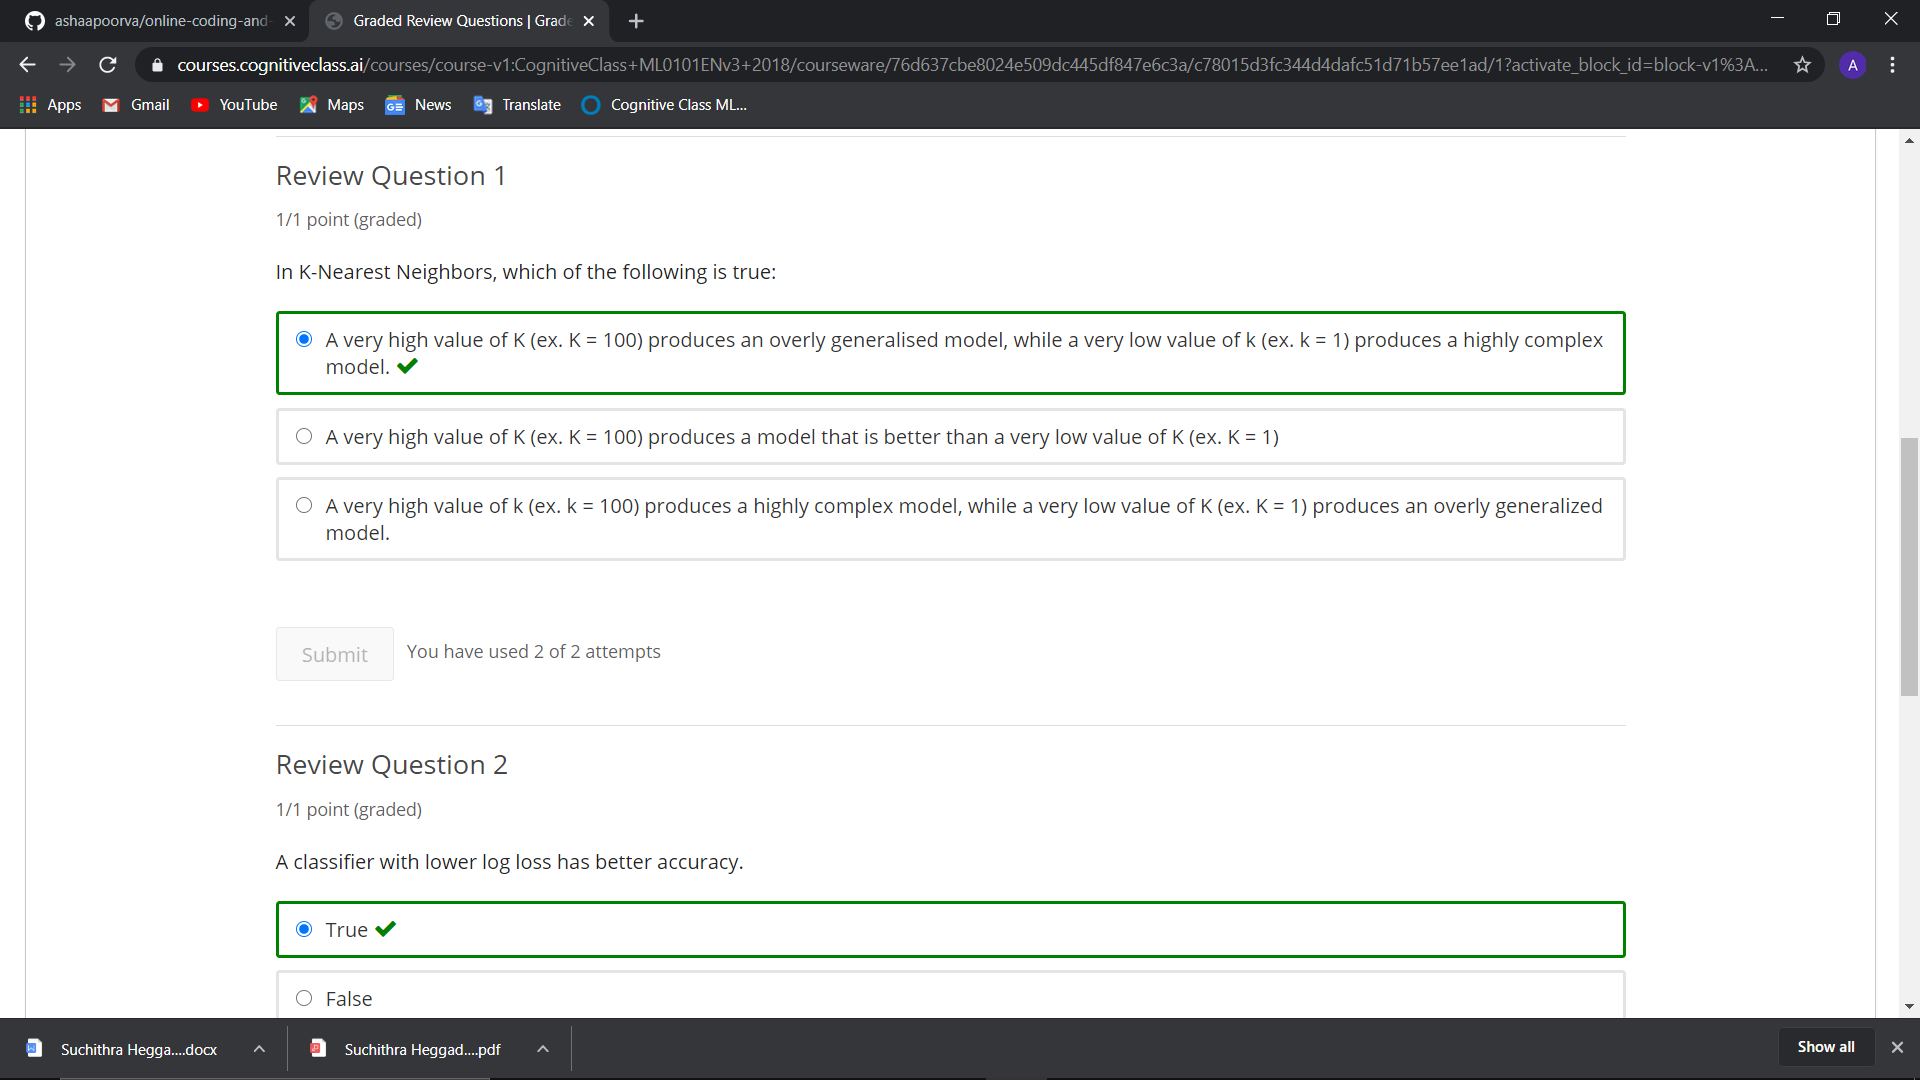 ashaapoorva/online-coding-and-
Graded Review Questions | Grade
courses.cognitiveclass.ai/courses/course-v1:CognitiveClass+ML0101ENv3+2018/courseware/76d637cbe8024e509dc445df847e6c3a/c78015d3fc344d4dafc51d71b57ee1ad/1?activate_block_id=block-v1%3A...
A
Apps Gmail YouTube Maps News Translate Cognitive Class ML...
Review Question 1
1/1 point (graded)
In K-Nearest Neighbors, which of the following is true:
A very high value of K (ex. K = 100) produces an overly generalised model, while a very low value of k (ex. k = 1) produces a highly complex
model.
A very high value of K (ex. K = 100) produces a model that is better than a very low value of K (ex. K = 1)
A very high value of k (ex. k = 100) produces a highly complex model, while a very low value of K (ex. K = 1) produces an overly generalized
model.
Submit You have used 2 of 2 attempts
Review Question 2
1/1 point (graded)
A classifier with lower log loss has better accuracy.
True
False
Suchithra Hegga....docx Suchithra Heggad....pdf Show all